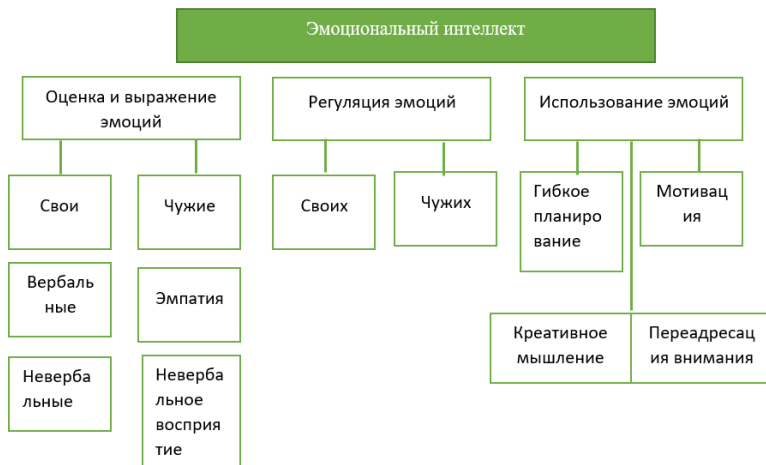 Эмоциональный интеллект
Оценка и выражение
эмоций
Регуляция эмоций
Использование эмоций
Свои
Чужие
Своих
Чужих
Гибкое
планиро
вание
Мотивац
ия
Вербаль
ные
Эмпатия
Креативное
мышление
Переадресац
ия внимания
Неверба
льные
Неверба
льное
восприя
тие